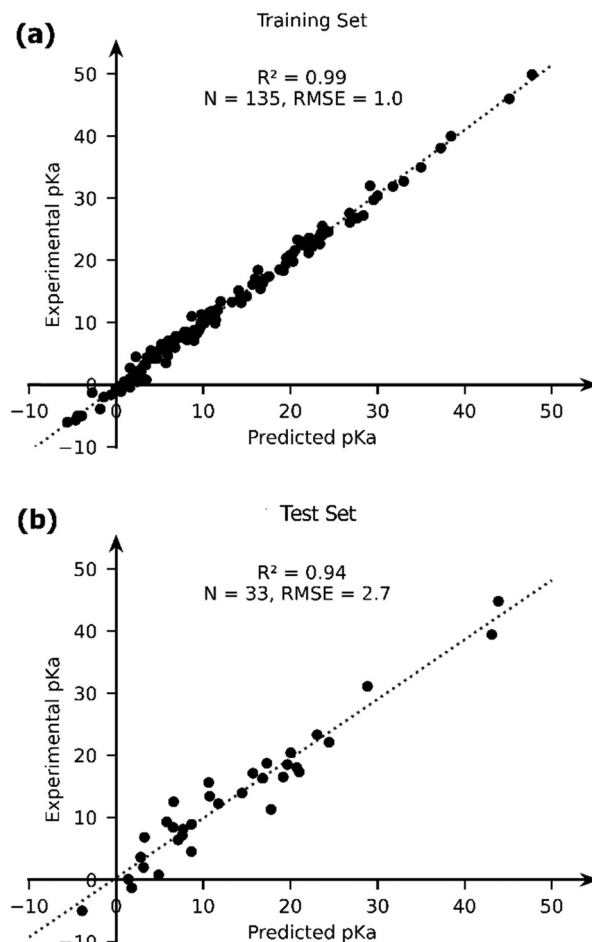 (a)
Training Set
R² = 0.99
N = 135, RMSE = 1.0
Experimental pKa
50
40
30
20
10
0
−10
−10 0 10 20 30 40 50
Predicted pKa
(b)
Test Set
R² = 0.94
N = 33, RMSE = 2.7
Experimental pKa
50
40
30
20
10
0
−10
−10 0 10 20 30 40 50
Predicted pKa